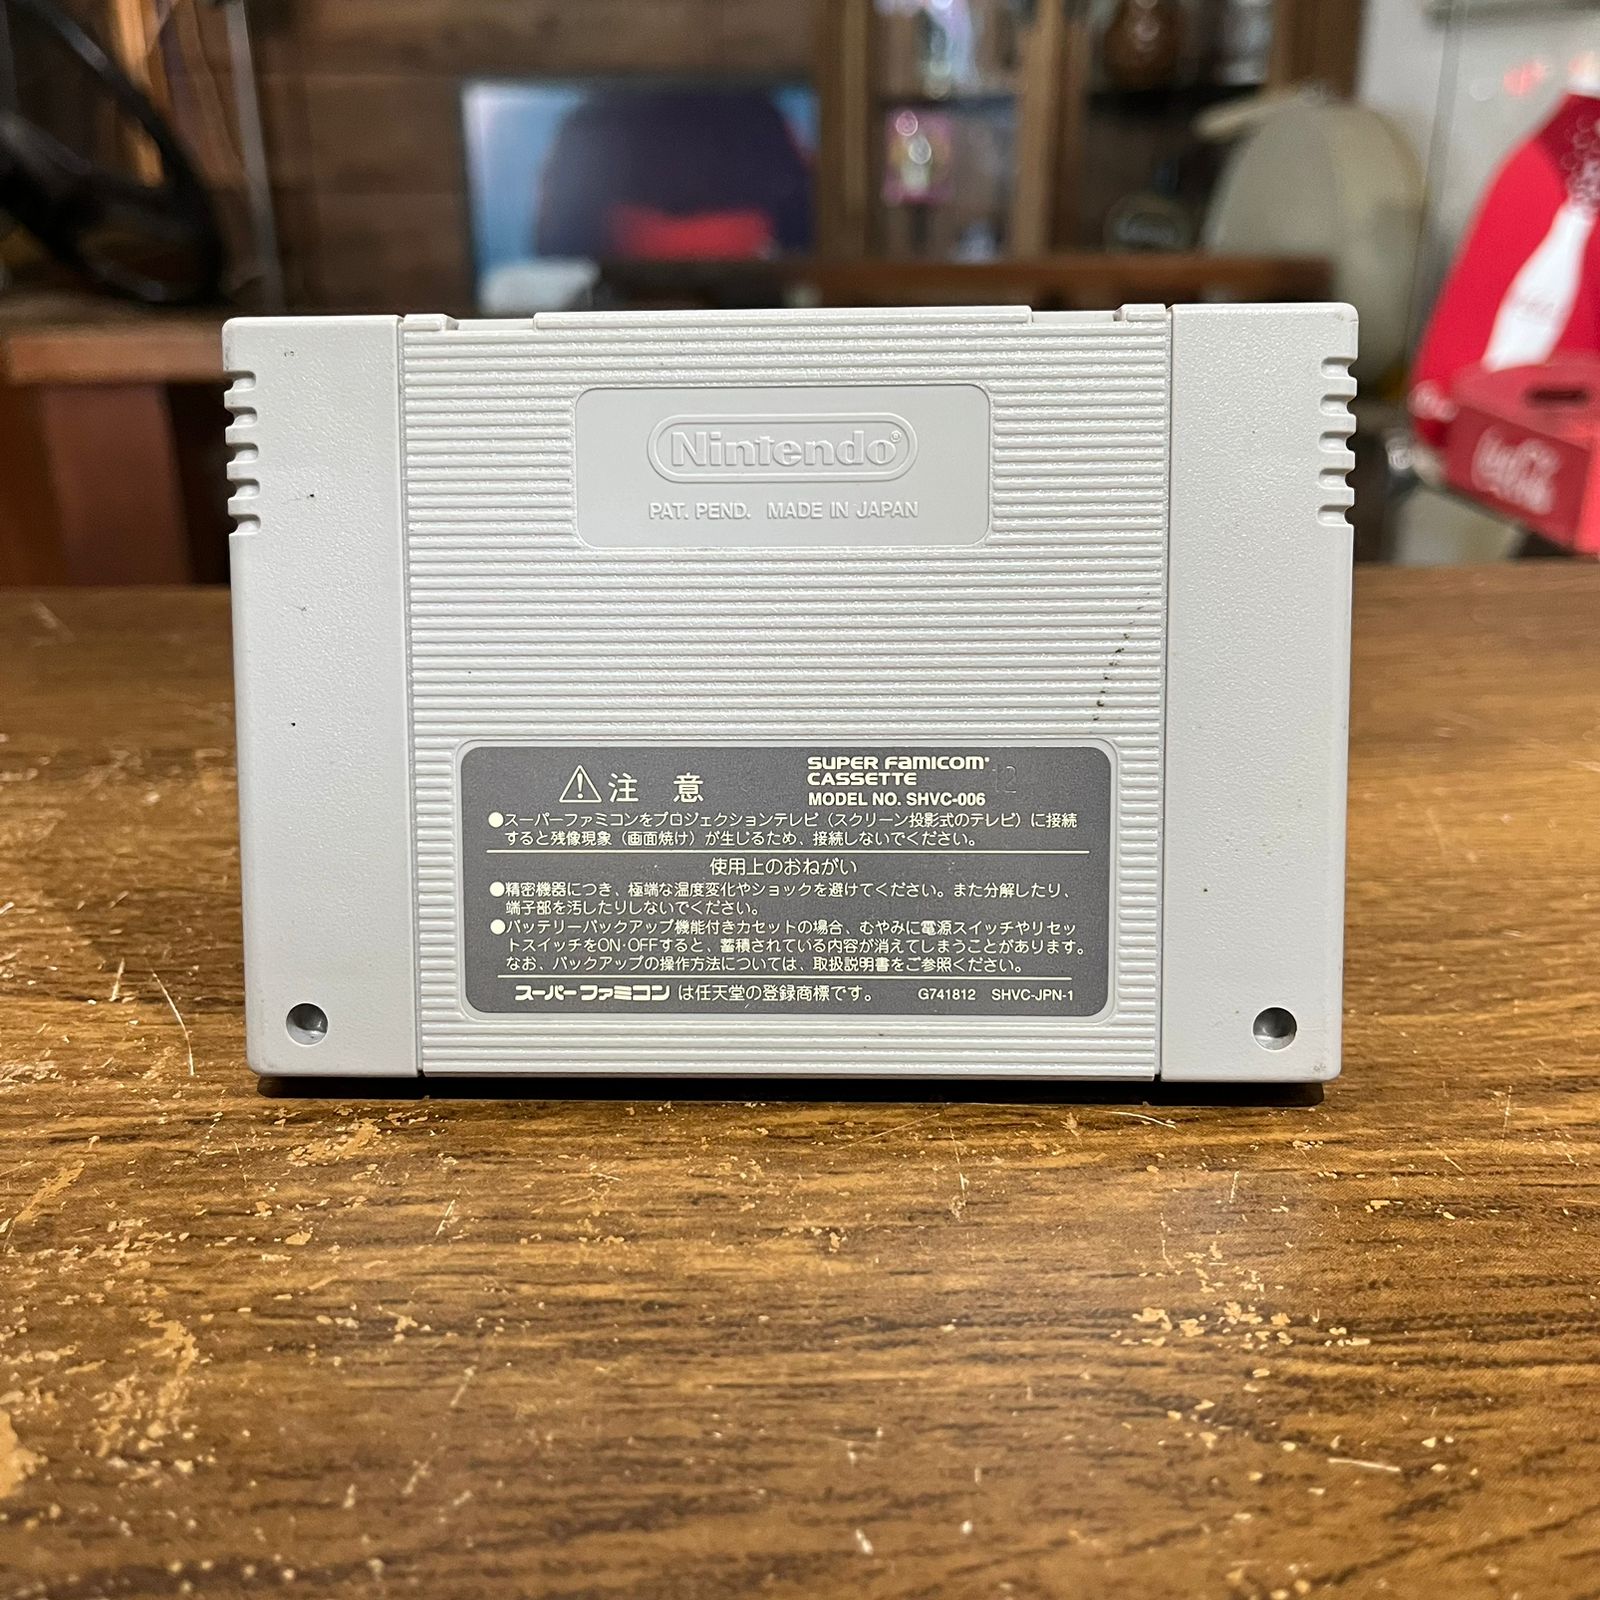 Nintendo®
PAT. PEND. MADE IN JAPAN
注 意
SUPER FAMICOM®
CASSETTE
MODEL NO. SHVC-006
12
●スーパーファミコンをプロジェクションテレビ(スクリーン投影式のテレビ)に接続
すると残像現象(画面焼け)が生じるため、接続しないでください。
使用上のおねがい
●精密機器につき、極端な温度変化やショックを避けてください。また分解したり、
端子部を汚したりしないでください。
●バッテリーバックアップ機能付きカセットの場合、むやみに電源スイッチやリセッ
トスイッチをON·OFFすると、蓄積されている内容が消えてしまうことがあります。
なお、バックアップの操作方法については、取扱説明書をご参照ください。
スーパーファミコン は任天堂の登録商標です。 G741812 SHVC-JPN-1